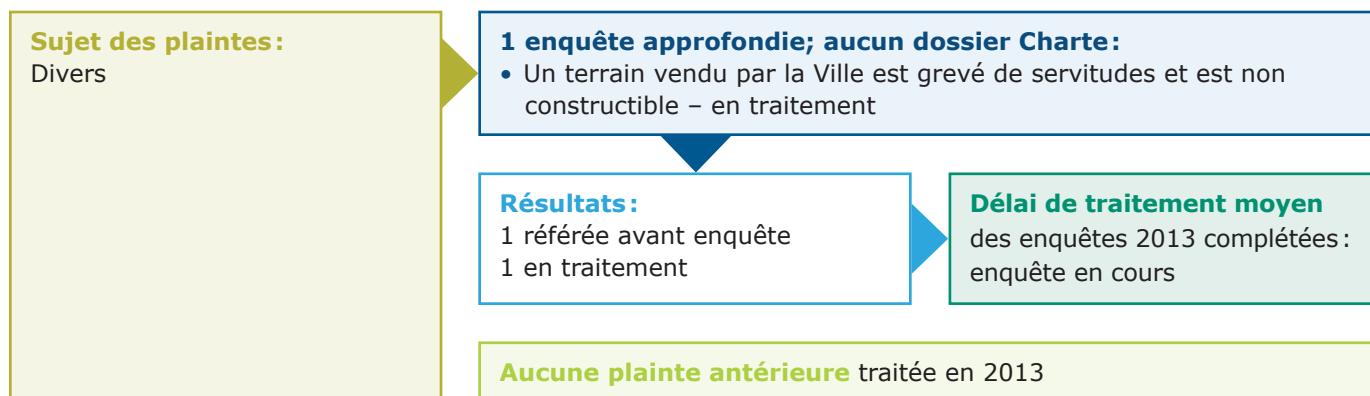 Sujet des plaintes :
Divers
1 enquête approfondie; aucun dossier Charte :
• Un terrain vendu par la Ville est grevé de servitudes et est non
constructible – en traitement
Résultats :
1 référée avant enquête
1 en traitement
Délai de traitement moyen
des enquêtes 2013 complétées :
enquête en cours
Aucune plainte antérieure traitée en 2013